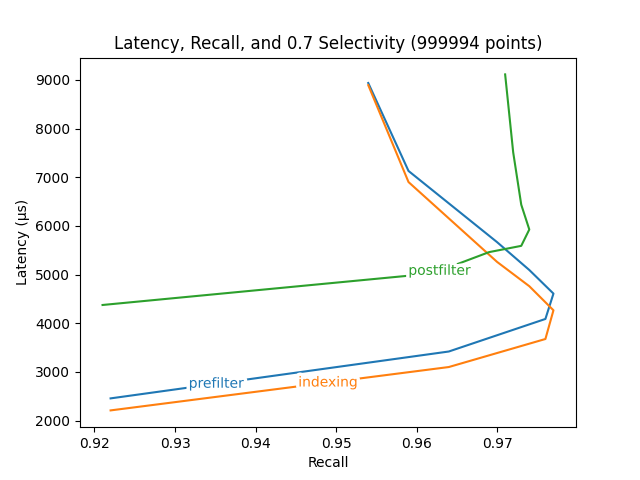 Latency, Recall, and 0.7 Selectivity (999994 points)
9000
8000
7000
6000
5000
4000
3000
2000
Latency (µs)
postfilter
prefilter
indexing
0.92 0.93 0.94 0.95 0.96 0.97
Recall